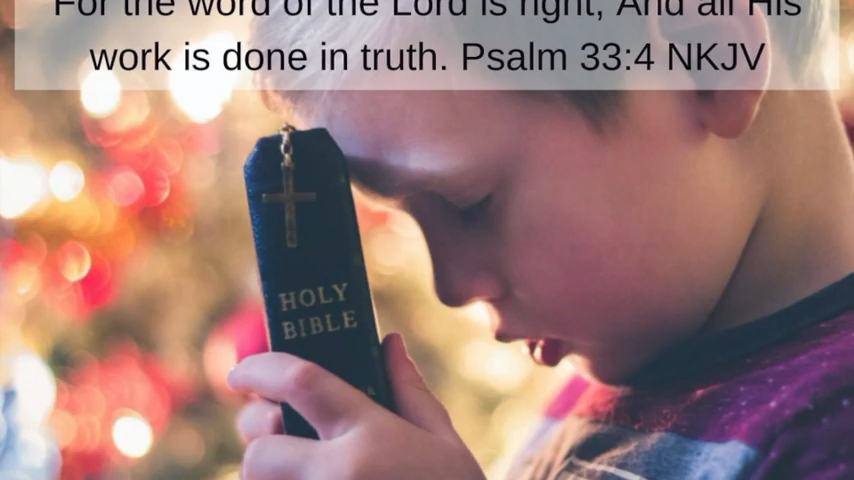 For the word of the Lord is right, And all His
work is done in truth. Psalm 33:4 NKJV
HOLY
BIBLE